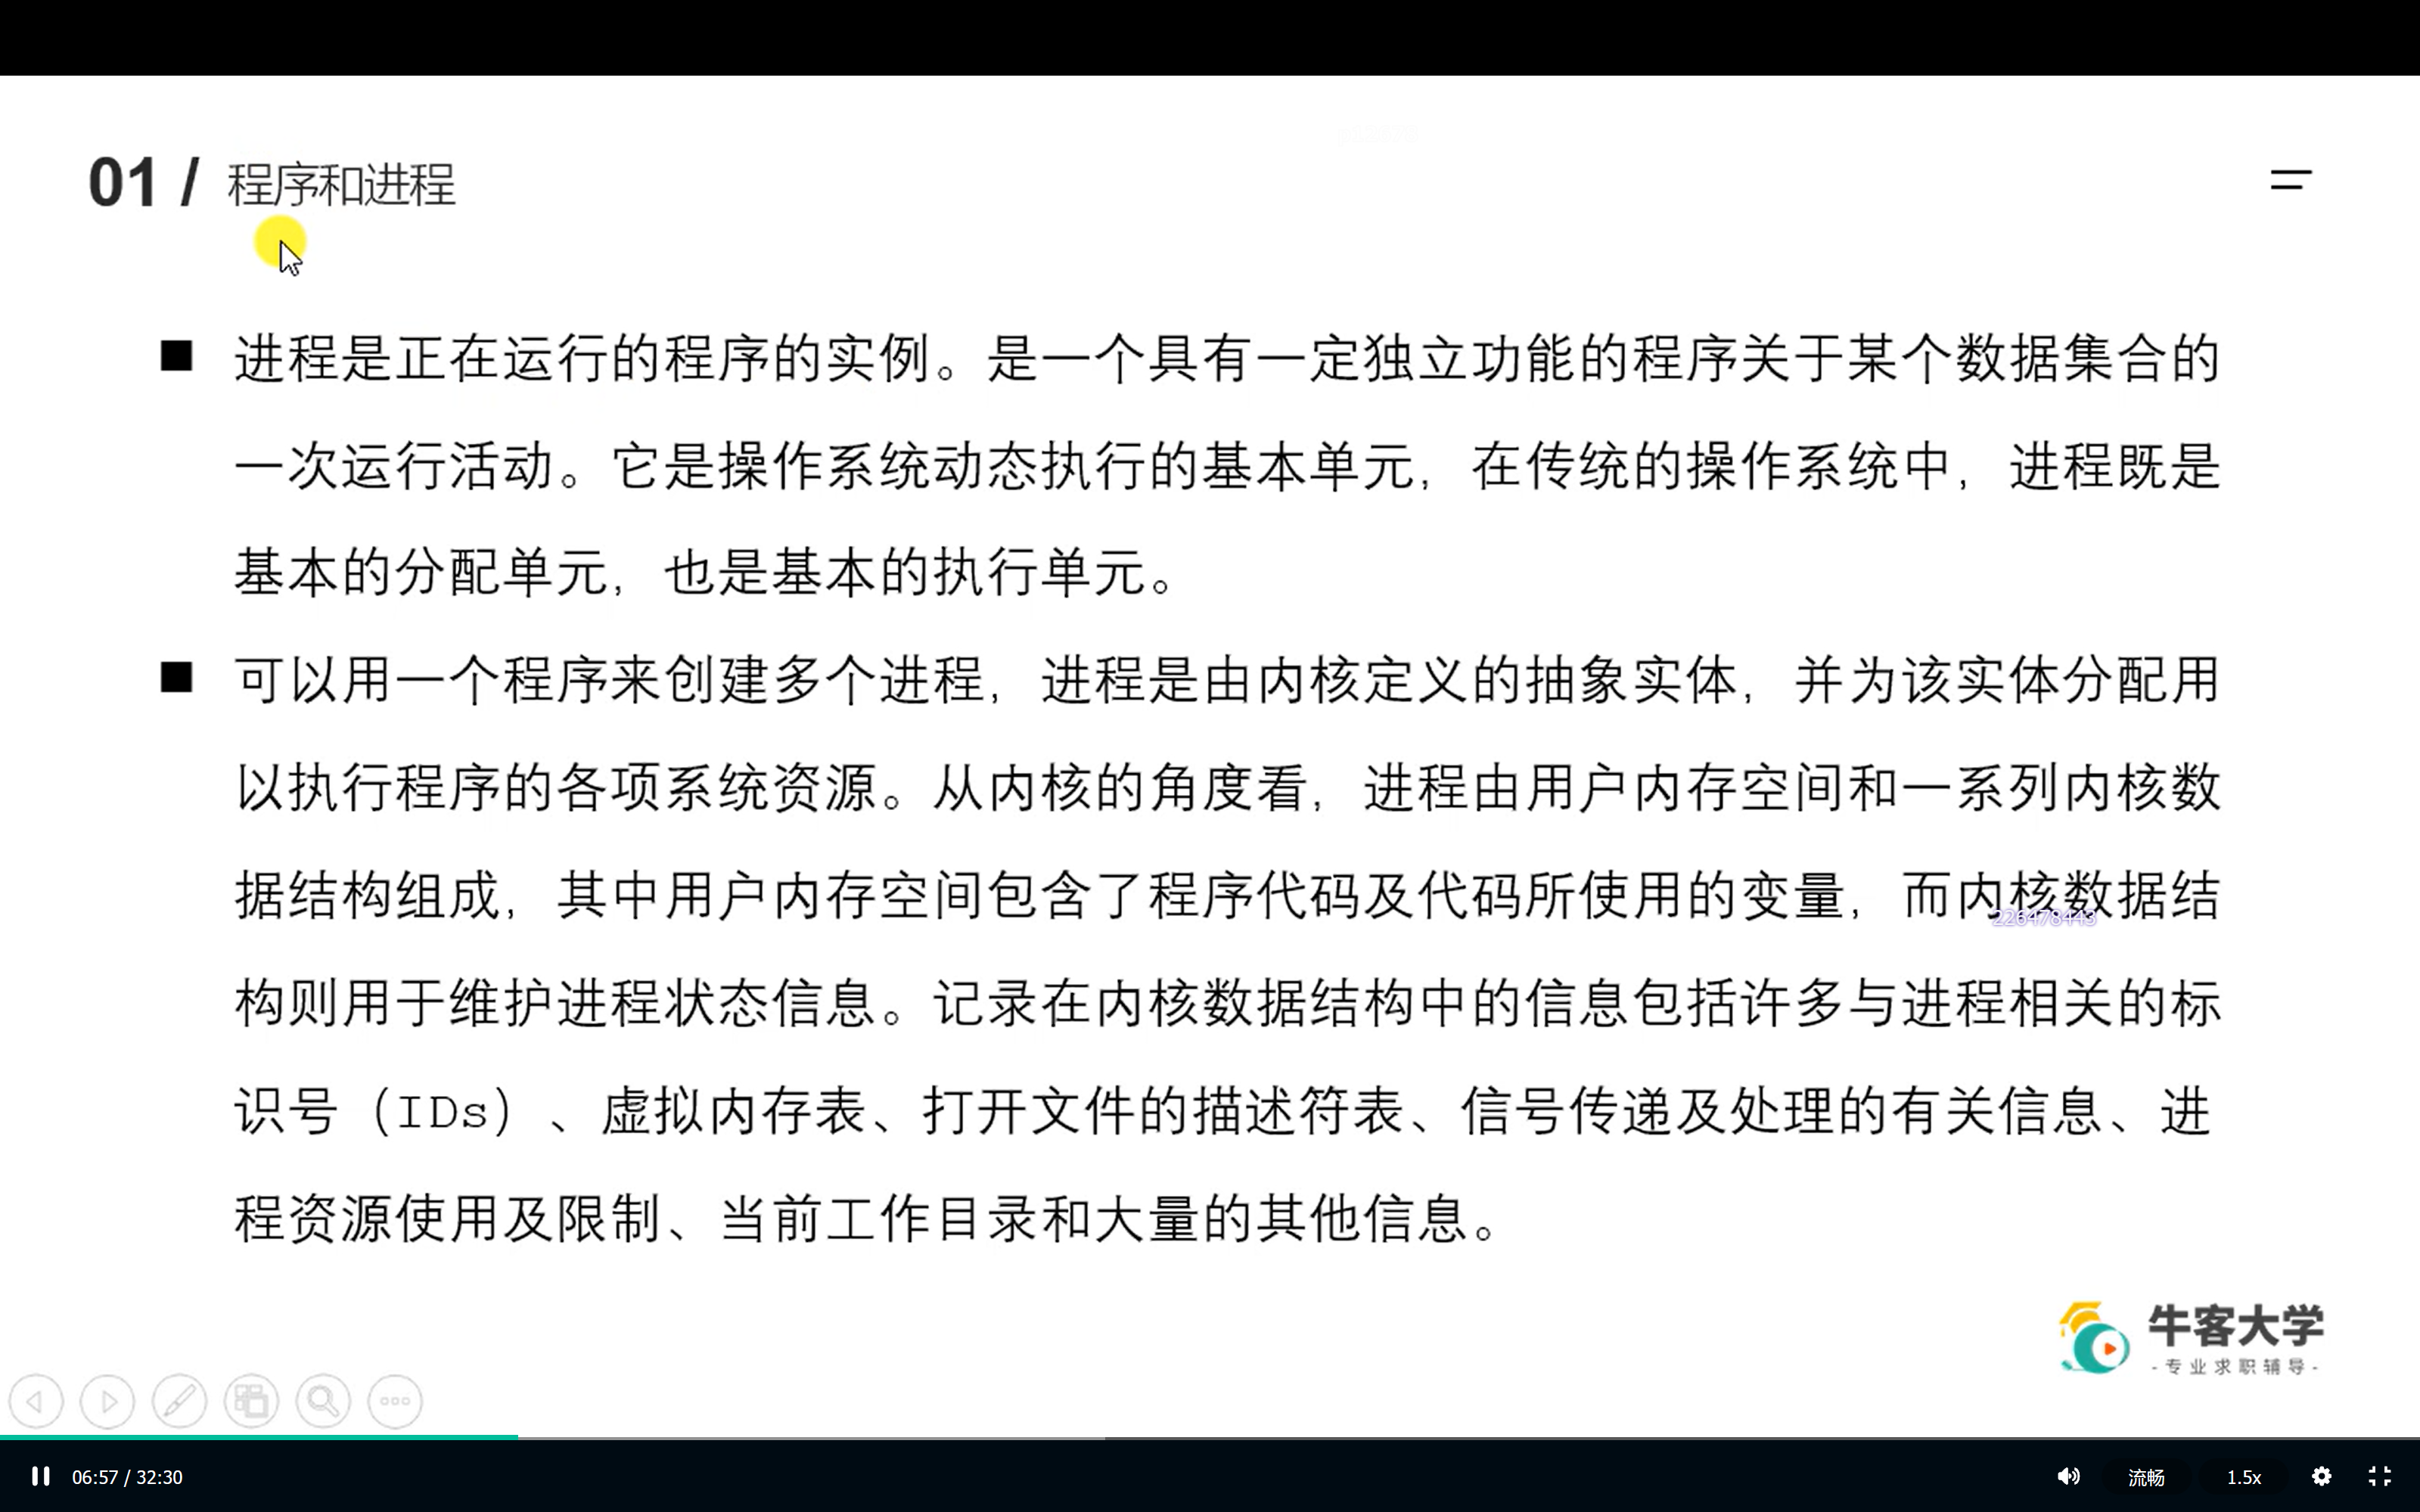 01 / 程序和进程
■ 进程是正在运行的程序的实例。是一个具有一定独立功能的程序关于某个数据集合的
一次运行活动。它是操作系统动态执行的基本单元，在传统的操作系统中，进程既是
基本的分配单元，也是基本的执行单元。
■ 可以用一个程序来创建多个进程，进程是由内核定义的抽象实体，并为该实体分配用
以执行程序的各项系统资源。从内核的角度看，进程由用户内存空间和一系列内核数
据结构组成，其中用户内存空间包含了程序代码及代码所使用的变量，而内核数据结
226478443
构则用于维护进程状态信息。记录在内核数据结构中的信息包括许多与进程相关的标
识号（IDs）、虚拟内存表、打开文件的描述符表、信号传递及处理的有关信息、进
程资源使用及限制、当前工作目录和大量的其他信息。
牛客大学
-专业求职辅导-
06:57 / 32:30
流畅
1.5x